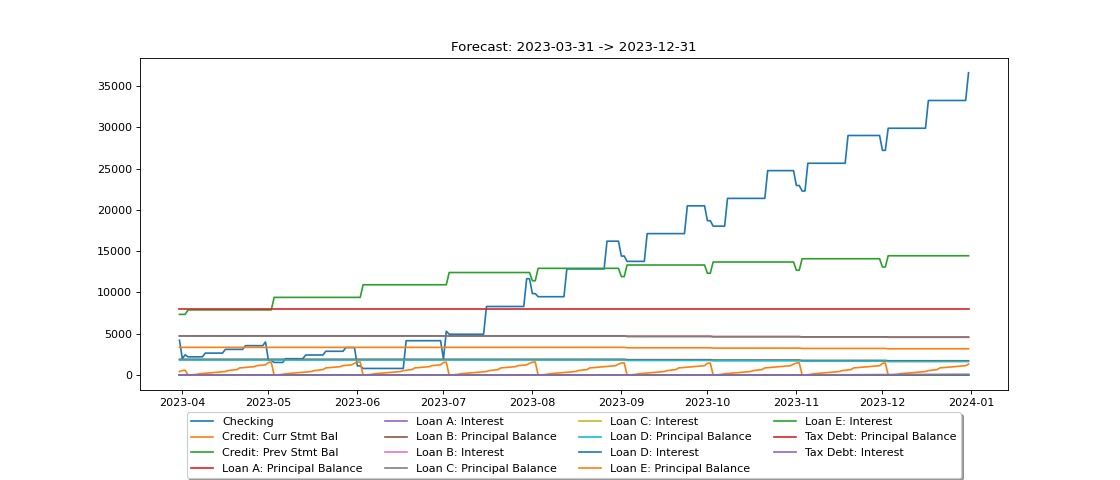 Forecast: 2023-03-31 -> 2023-12-31
35000
30000
25000
20000
15000
10000
5000
0
2023-04 2023-05 2023-06 2023-07 2023-08 2023-09 2023-10 2023-11 2023-12 2024-01
Checking
Credit: Curr Stmt Bal
Credit: Prev Stmt Bal
Loan A: Principal Balance
Loan A: Interest
Loan B: Principal Balance
Loan B: Interest
Loan C: Principal Balance
Loan C: Interest
Loan D: Principal Balance
Loan D: Interest
Loan E: Principal Balance
Loan E: Interest
Tax Debt: Principal Balance
Tax Debt: Interest